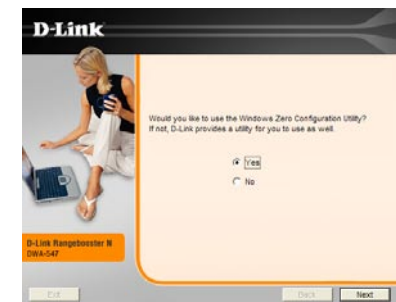 D-Link
Would you like to use the Windows Zero Configuration Utility?
If not, D-Link provides a utility for you to use as well.
Yes
No
D-Link Rangebooster N
DWA-547
Exit
Back
Next